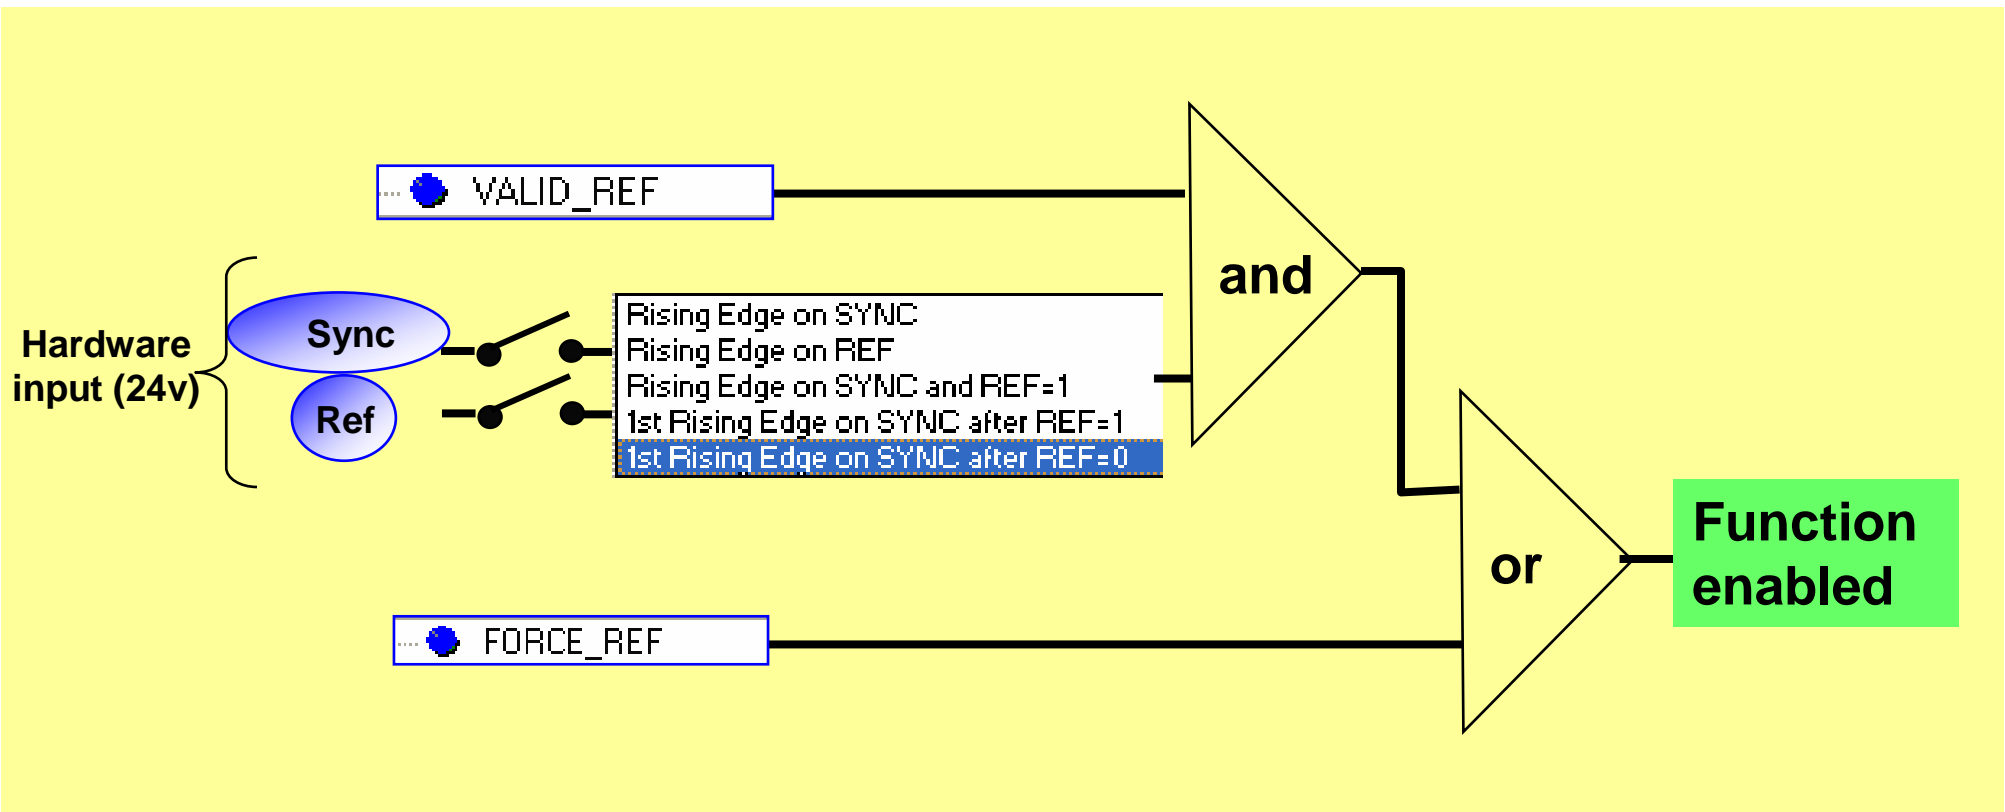 VALID_REF
and
Hardware
input (24v)
Sync
Ref
Rising Edge on SYNC
Rising Edge on REF
Rising Edge on SYNC and REF=1
1st Rising Edge on SYNC after REF=1
1st Rising Edge on SYNC after REF=0
or
Function
enabled
FORCE_REF